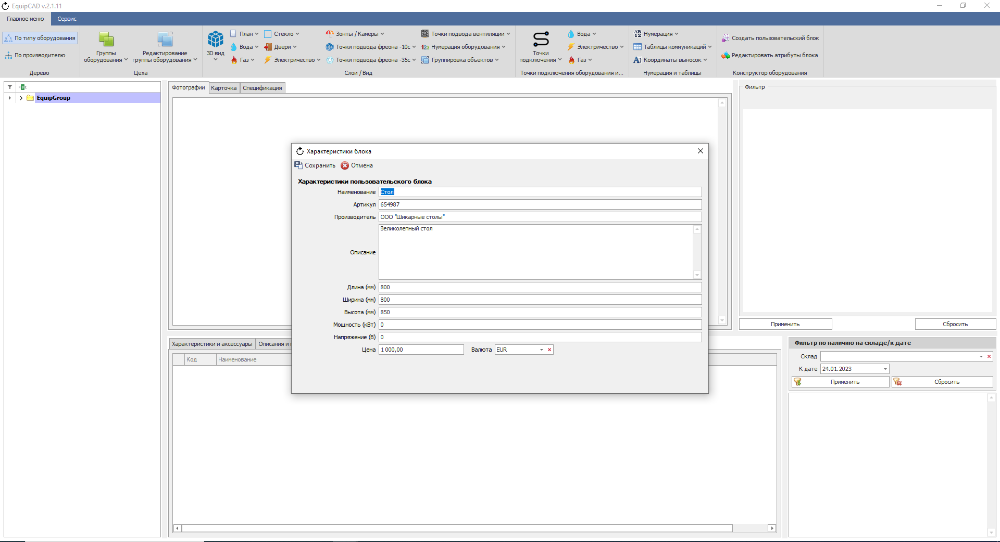 EquipCAD v.2.1.11
Главное меню
Сервис
По типу оборудования
По производителю
Дерево
Группы
оборудования
Редактирование
группы оборудования
Цеха
3D вид
План
Стекло
Зонты / Камеры
Точки подвода вентиляции
Вода
Двери
Точки подвода фреона -10с
123 Нумерация оборудования
Газ
Электричество
Точки подвода фреона -35с
Группировка объектов
Слои / Вид
Точки
подключения
Вода
Электричество
Газ
Точки подключения оборудования и...
AB
12 Нумерация
Таблицы коммуникаций
Координаты выносок
Нумерация и таблицы
Создать пользовательский блок
Редактировать атрибуты блока
Конструктор оборудования
EquipGroup
Фотографии
Карточка
Спецификация
Фильтр
Применить
Сбросить
Характеристики блока
Сохранить
Отмена
Характеристики пользовательского блока
Наименование Стол
Артикул 654987
Производитель ООО "Шикарные столы"
Описание Великолепный стол
Длина (мм) 800
Ширина (мм) 800
Высота (мм) 850
Мощность (кВт) 0
Напряжение (В) 0
Цена 1 000,00 Валюта EUR
Характеристики и аксессуары
Описания и
Код
Наименование
Фильтр по наличию на складе/к дате
Склад
К дате 24.01.2023
Применить
Сбросить